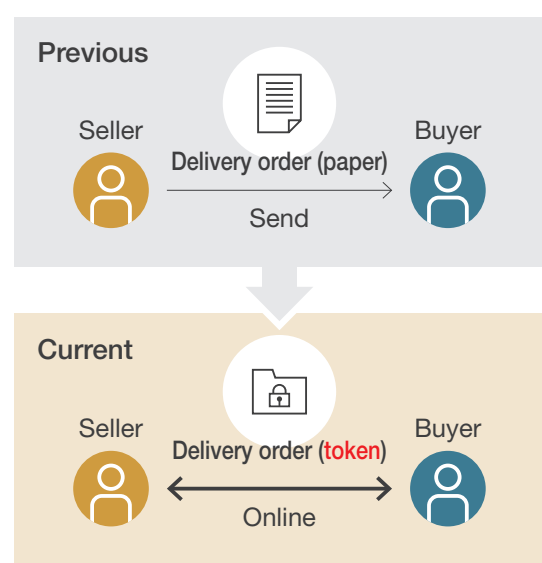 Previous
Seller
Buyer
Delivery order (paper)
Send
Current
Seller
Buyer
Delivery order (token)
Online